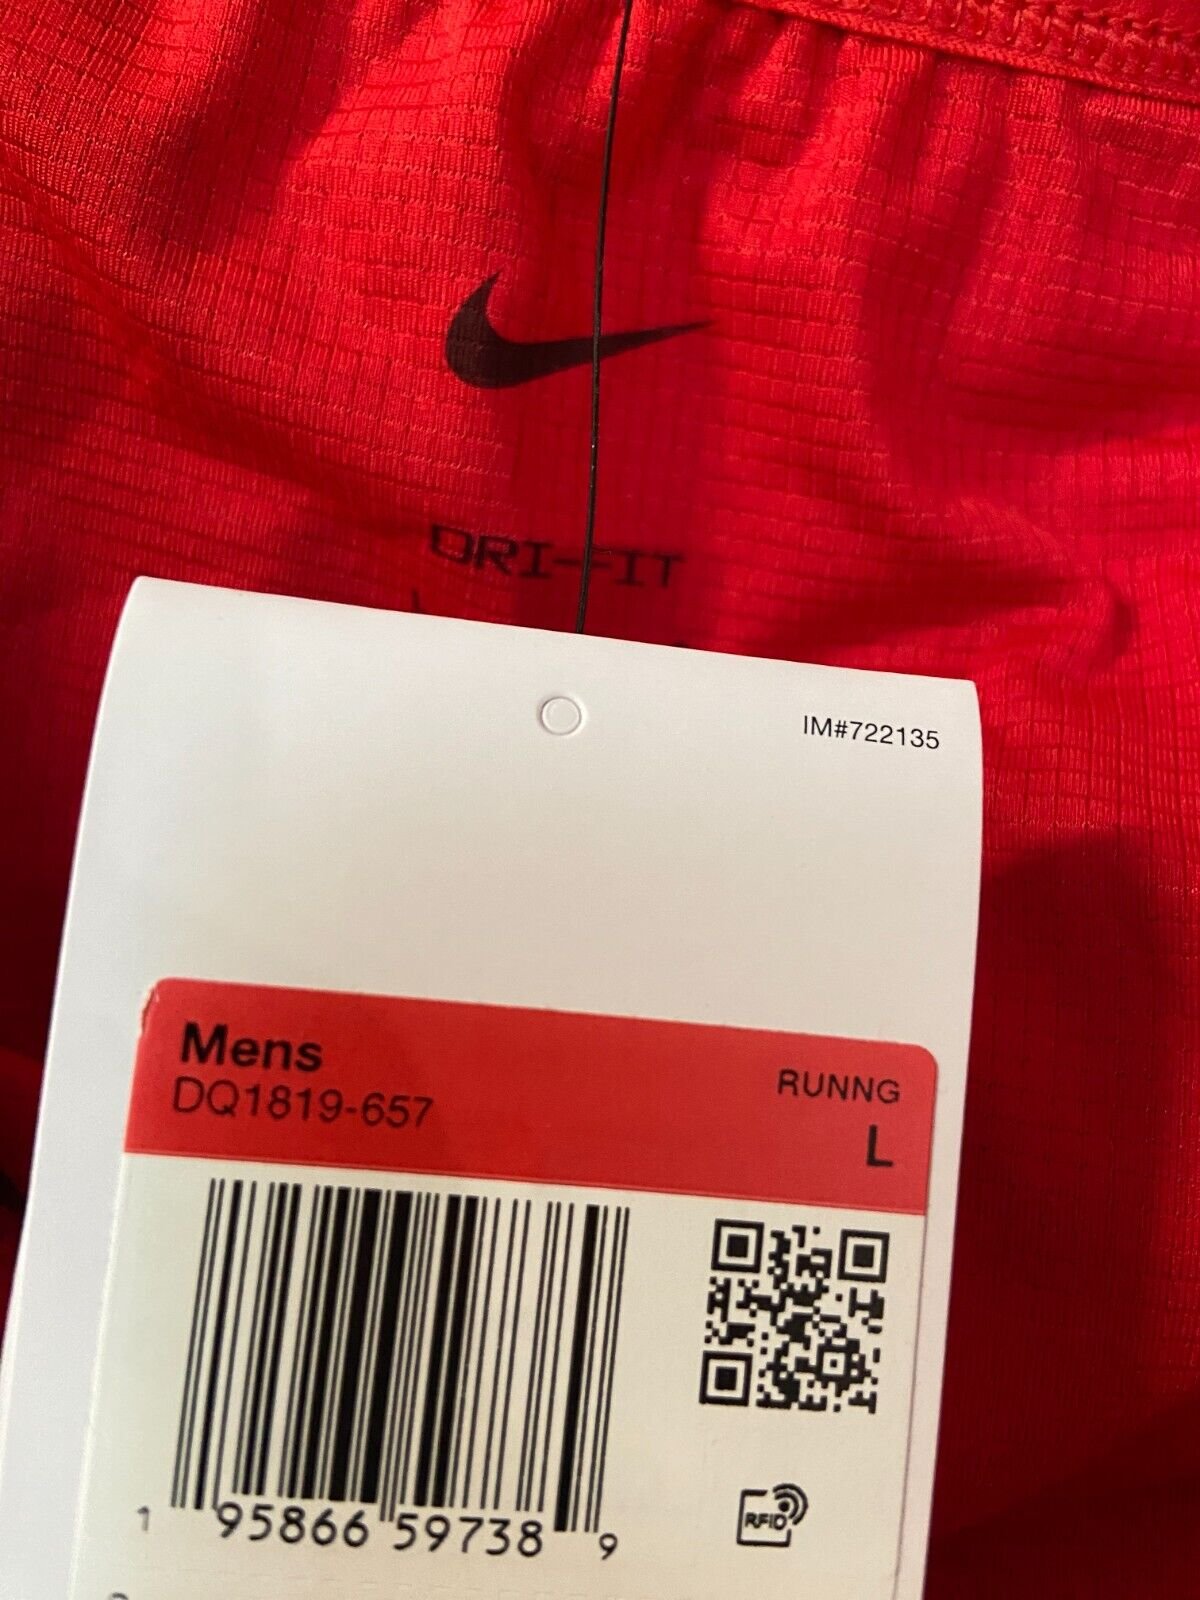 DRI-FIT
L
IM#722135
Mens
RUNNG
DQ1819-657
L
1 95866 59738 9
RFID